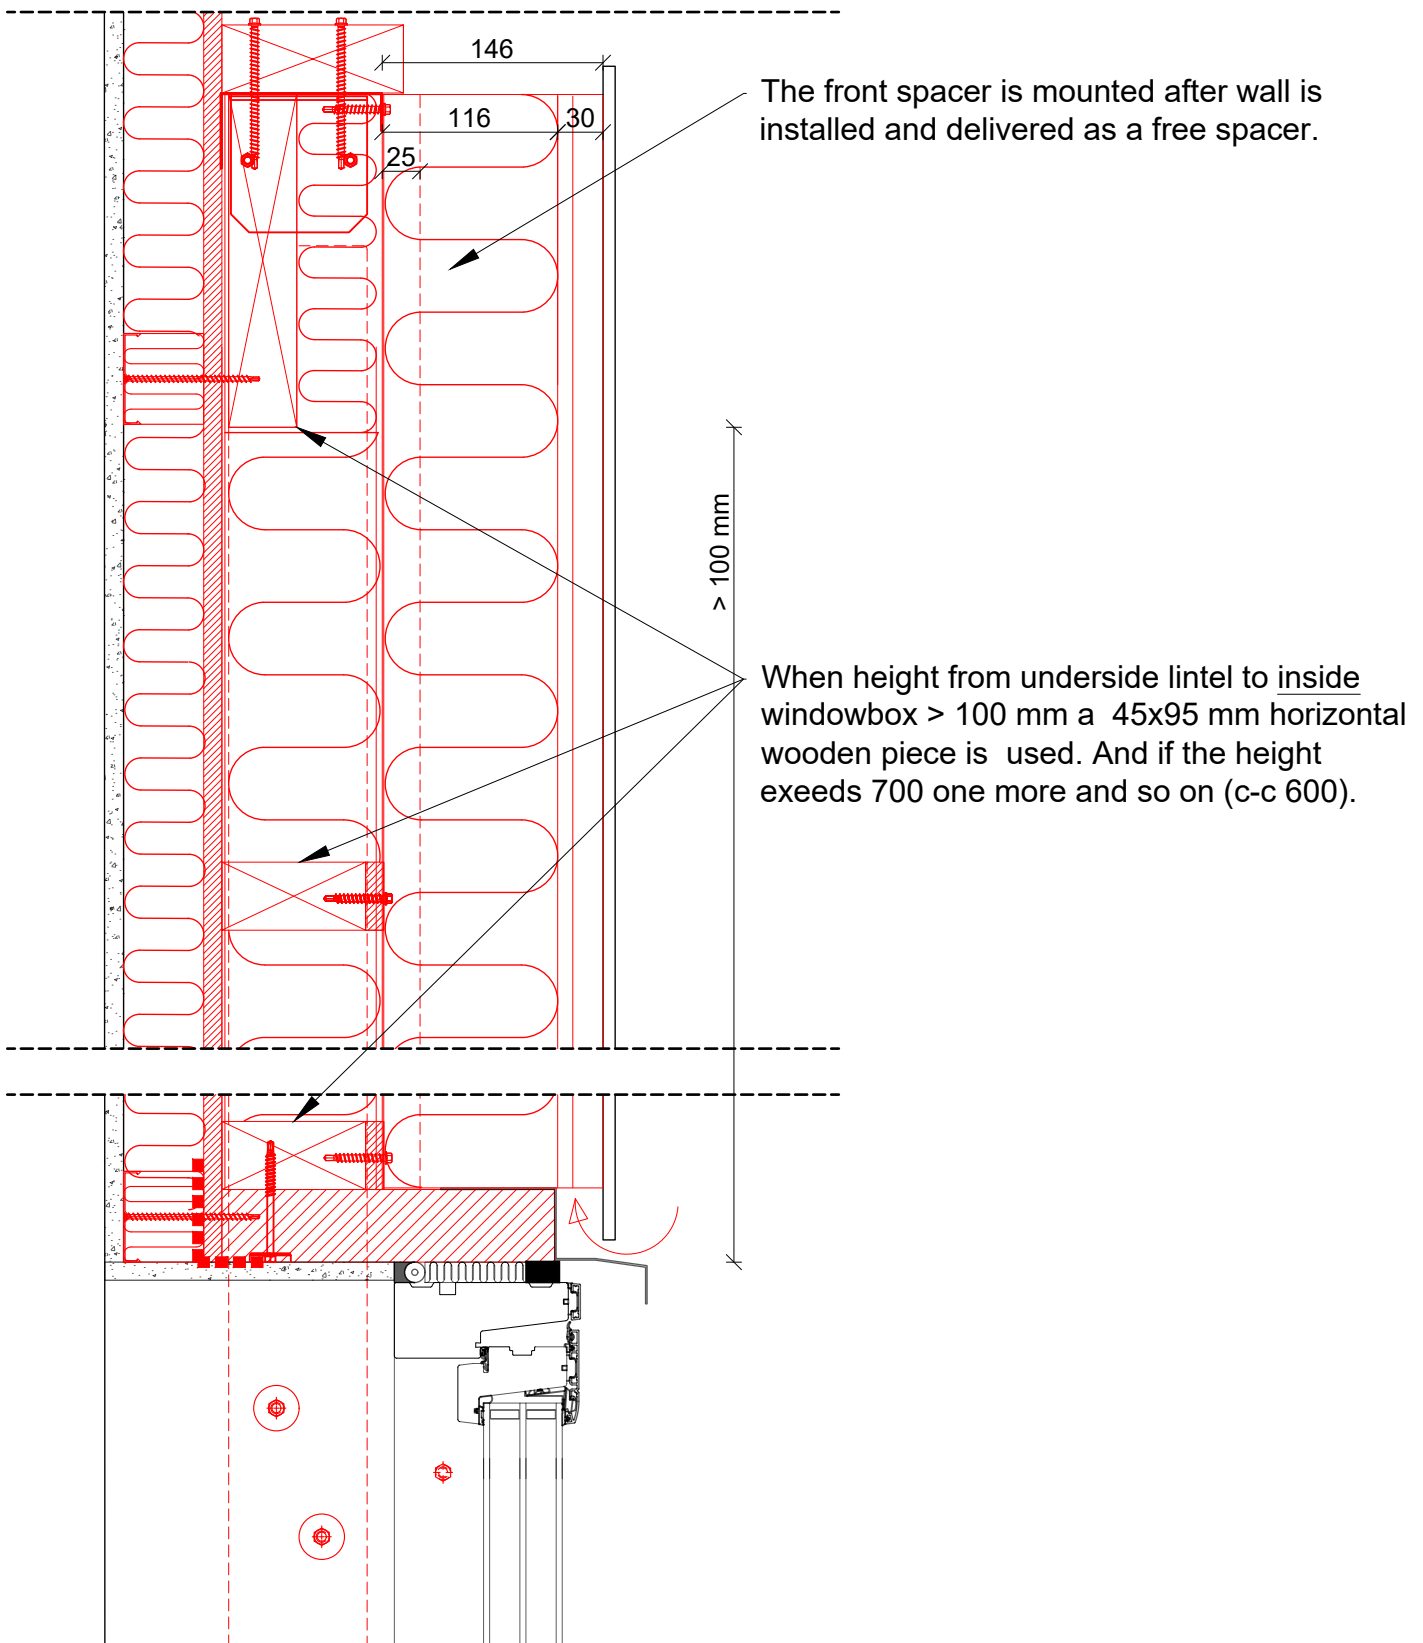 146
The front spacer is mounted after wall is
installed and delivered as a free spacer.
116
30
25
> 100 mm
When height from underside lintel to inside
windowbox > 100 mm a  45x95 mm horizontal
wooden piece is  used. And if the height
exeeds 700 one more and so on (c-c 600).